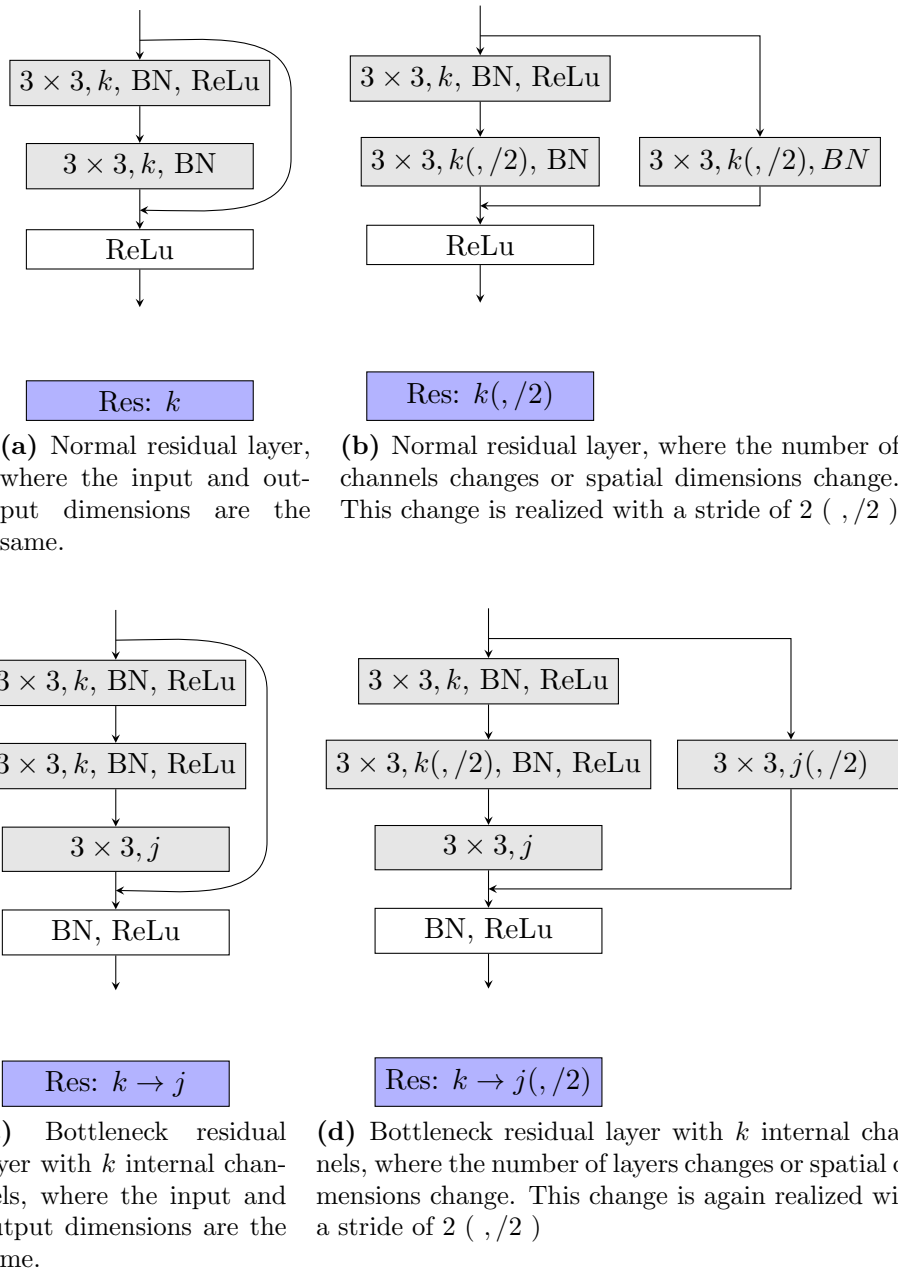 3 × 3, k, BN, ReLu
3 × 3, k, BN
ReLu
Res: k
(a) Normal residual layer,
where the input and out-
put dimensions are the
same.
3 × 3, k, BN, ReLu
3 × 3, k(, /2), BN
3 × 3, k(, /2), BN
ReLu
Res: k(, /2)
(b) Normal residual layer, where the number of
channels changes or spatial dimensions change.
This change is realized with a stride of 2 ( , /2 )
3 × 3, k, BN, ReLu
3 × 3, k, BN, ReLu
3 × 3, j
BN, ReLu
Res: k → j
) Bottleneck residual
yer with k internal chan-
els, where the input and
utput dimensions are the
me.
3 × 3, k, BN, ReLu
3 × 3, k(, /2), BN, ReLu
3 × 3, j(, /2)
3 × 3, j
BN, ReLu
Res: k → j(, /2)
(d) Bottleneck residual layer with k internal cha
nels, where the number of layers changes or spatial d
mensions change. This change is again realized wi
a stride of 2 ( , /2 )